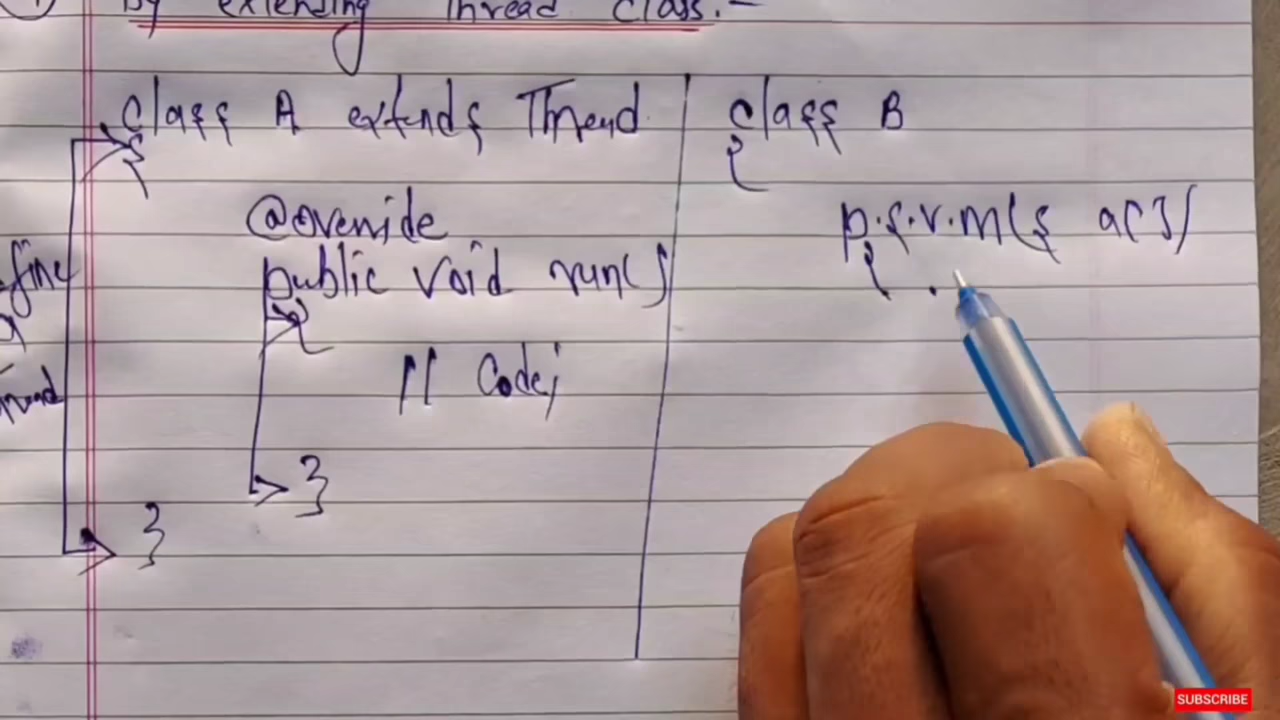 By extending Thread Class:-
class A extends Thread
{
@override
public void run()
{
// Code;
}
}
class B
{
p.s.v.m(s a[])
{
SUBSCRIBE